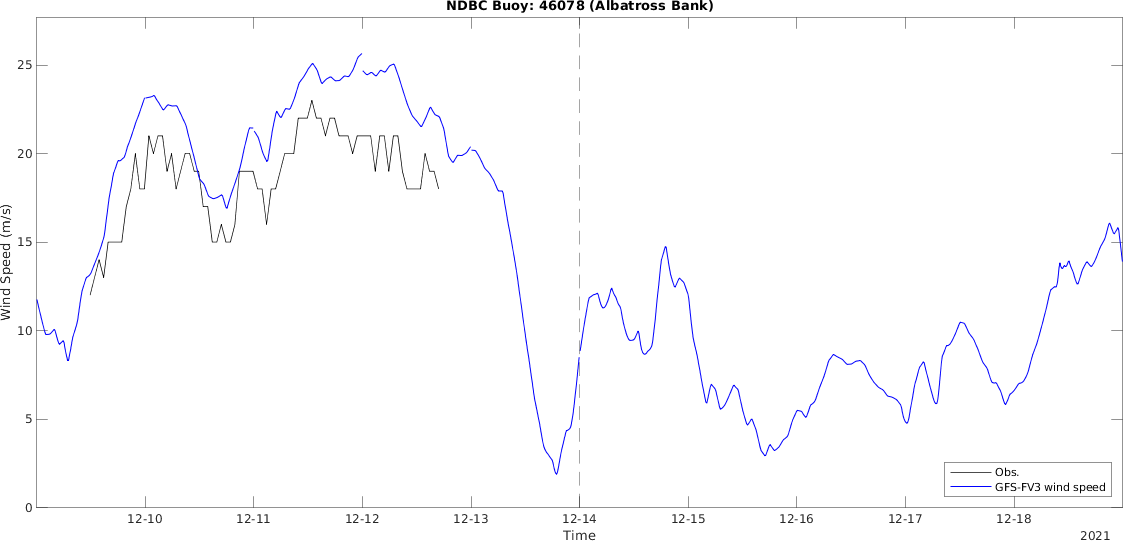 NDBC Buoy: 46078 (Albatross Bank)
Wind Speed (m/s)
25
20
15
10
5
0
12-10 12-11 12-12 12-13 12-14 12-15 12-16 12-17 12-18
Time
2021
Obs.
GFS-FV3 wind speed